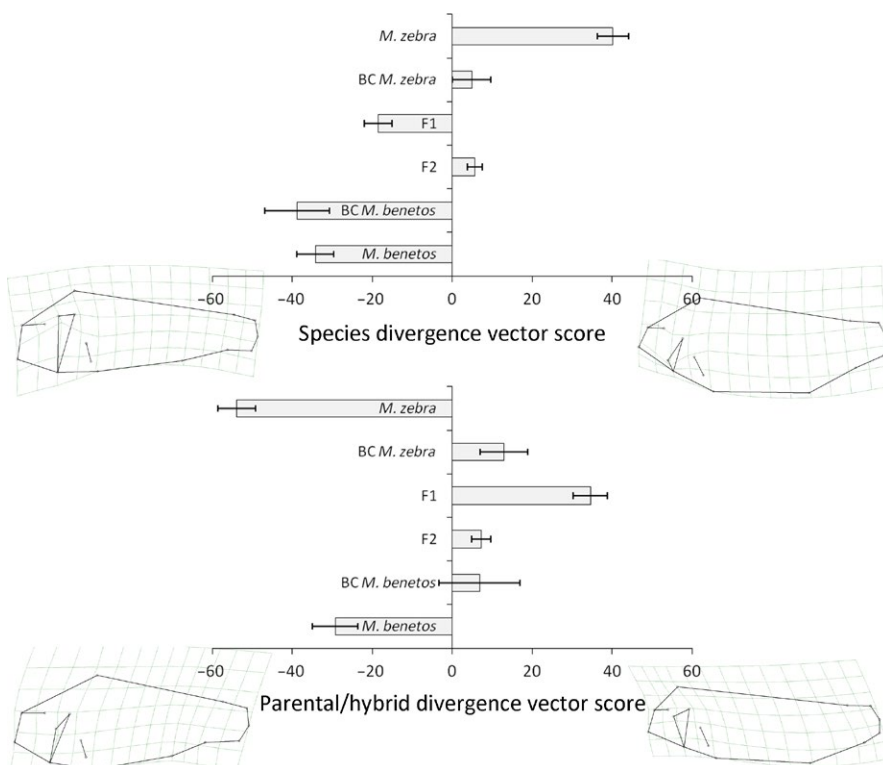 M. zebra
BC M. zebra
F1
F2
BC M. benetos
M. benetos
−60 −40 −20 0 20 40 60
Species divergence vector score
M. zebra
BC M. zebra
F1
F2
BC M. benetos
M. benetos
−60 −40 −20 0 20 40 60
Parental/hybrid divergence vector score